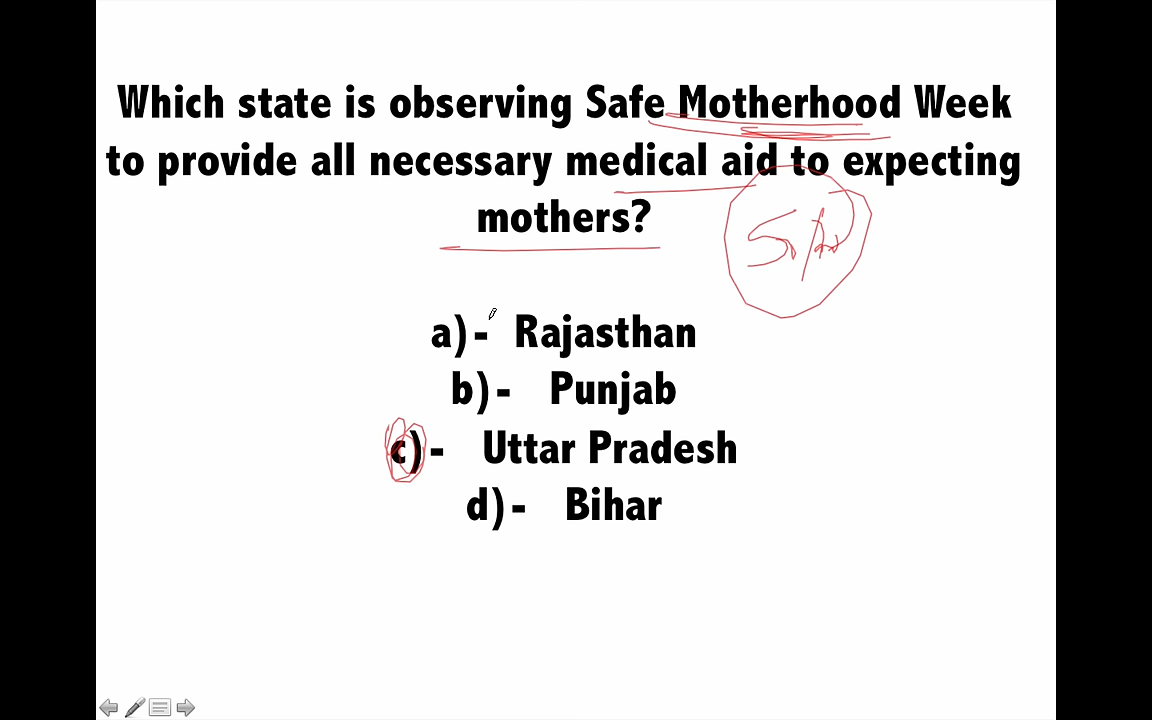 Which state is observing Safe Motherhood Week
to provide all necessary medical aid to expecting
mothers?
a)- Rajasthan
b)- Punjab
c)- Uttar Pradesh
d)- Bihar